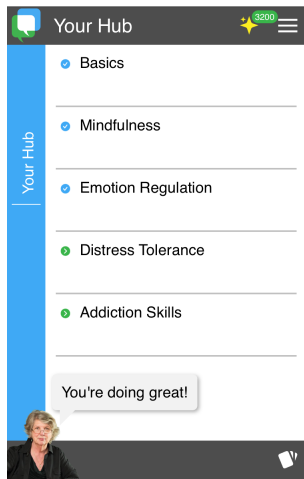 Your Hub
3200
Your Hub
Basics
Mindfulness
Emotion Regulation
Distress Tolerance
Addiction Skills
You're doing great!